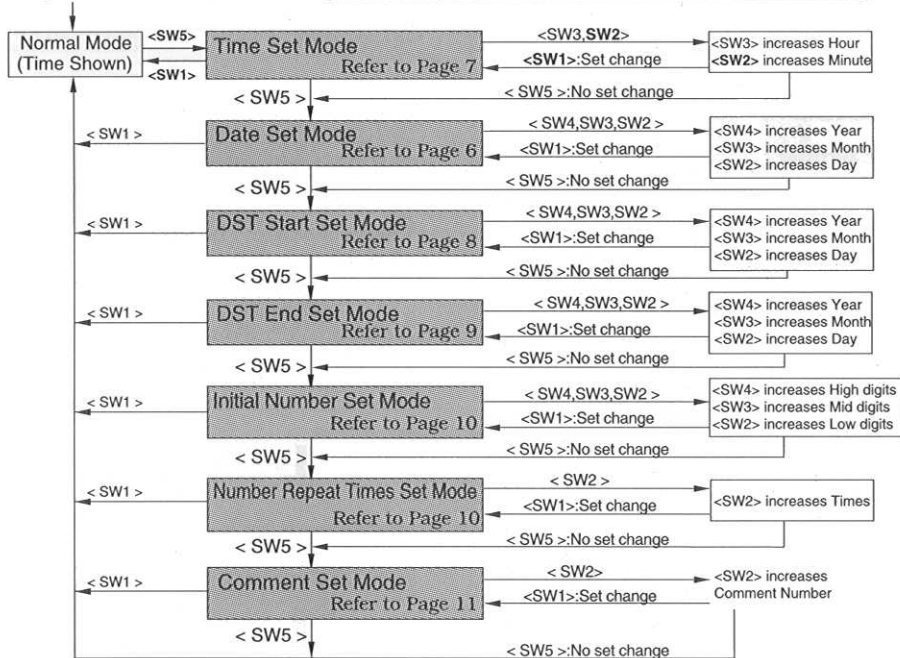 Normal Mode
(Time Shown)
<SW5>
<SW1>
Time Set Mode
Refer to Page 7
<SW3,SW2>
<SW1>:Set change
<SW3> increases Hour
<SW2> increases Minute
< SW5 >
< SW5 >:No set change
< SW1 >
Date Set Mode
Refer to Page 6
<SW4,SW3,SW2 >
<SW1>:Set change
<SW4> increases Year
<SW3> increases Month
<SW2> increases Day
< SW5 >
< SW5 >:No set change
< SW1 >
DST Start Set Mode
Refer to Page 8
<SW4,SW3,SW2 >
<SW1>:Set change
<SW4> increases Year
<SW3> increases Month
<SW2> increases Day
< SW5 >
< SW5 >:No set change
< SW1 >
DST End Set Mode
Refer to Page 9
<SW4,SW3,SW2 >
<SW1>:Set change
<SW4> increases Year
<SW3> increases Month
<SW2> increases Day
< SW5 >
< SW5 >:No set change
< SW1 >
Initial Number Set Mode
Refer to Page 10
<SW4,SW3,SW2>
<SW1>:Set change
<SW4> increases High digits
<SW3> increases Mid digits
<SW2> increases Low digits
< SW5 >
< SW5 >:No set change
< SW1 >
Number Repeat Times Set Mode
Refer to Page 10
<SW2 >
<SW1>:Set change
<SW2> increases Times
< SW5 >
< SW5 >:No set change
< SW1 >
Comment Set Mode
Refer to Page 11
<SW2>
<SW1>:Set change
<SW2> increases
Comment Number
< SW5 >
< SW5 >:No set change